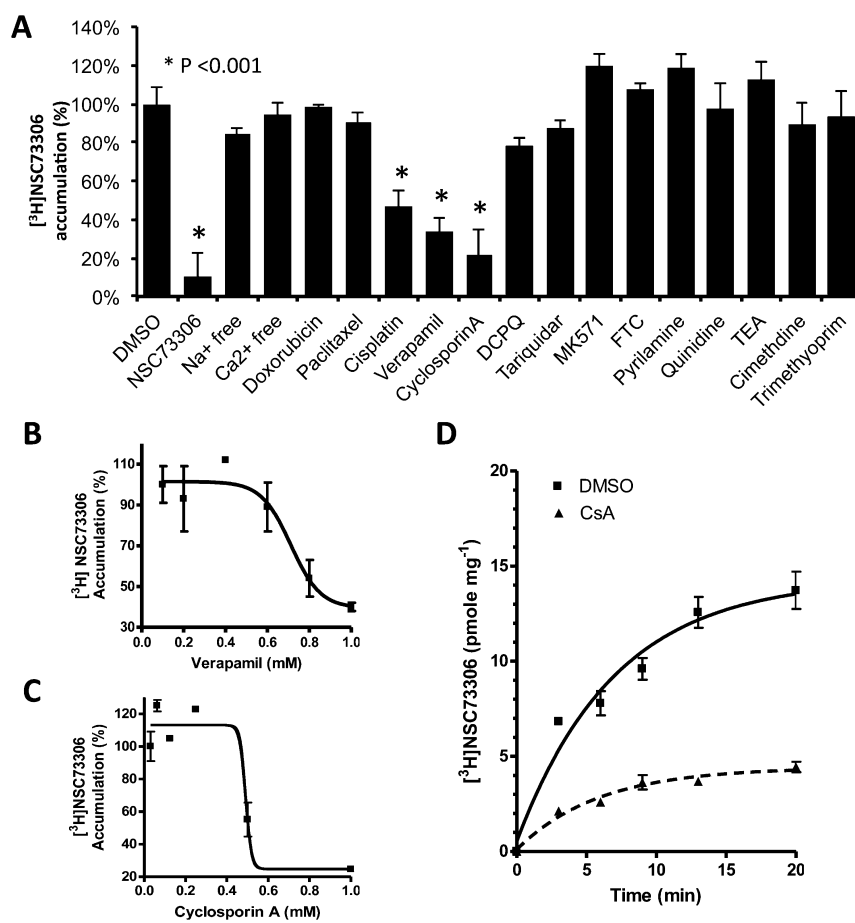 A
140%
120%
100%
80%
60%
40%
20%
0%
[³H]NSC73306
accumulation (%)
* P <0.001
*
*
*
*
DMSO
NSC73306
Na+ free
Ca2+ free
Doxorubicin
Paclitaxel
Cisplatin
Verapamil
CyclosporinA
DCPQ
Tariquidar
MK571
FTC
Pyrilamine
Quinidine
TEA
Cimethdine
Trimethyoprim
B
110
90
70
50
30
[³H] NSC73306
Accumulation (%)
0.0 0.2 0.4 0.6 0.8 1.0
Verapamil (mM)
C
120
100
80
60
40
20
[³H]NSC73306
Accumulation (%)
0.0 0.2 0.4 0.6 0.8 1.0
Cyclosporin A (mM)
D
20
15
10
5
0
[³H]NSC73306 (pmole mg⁻¹)
DMSO
CsA
0 5 10 15 20
Time (min)